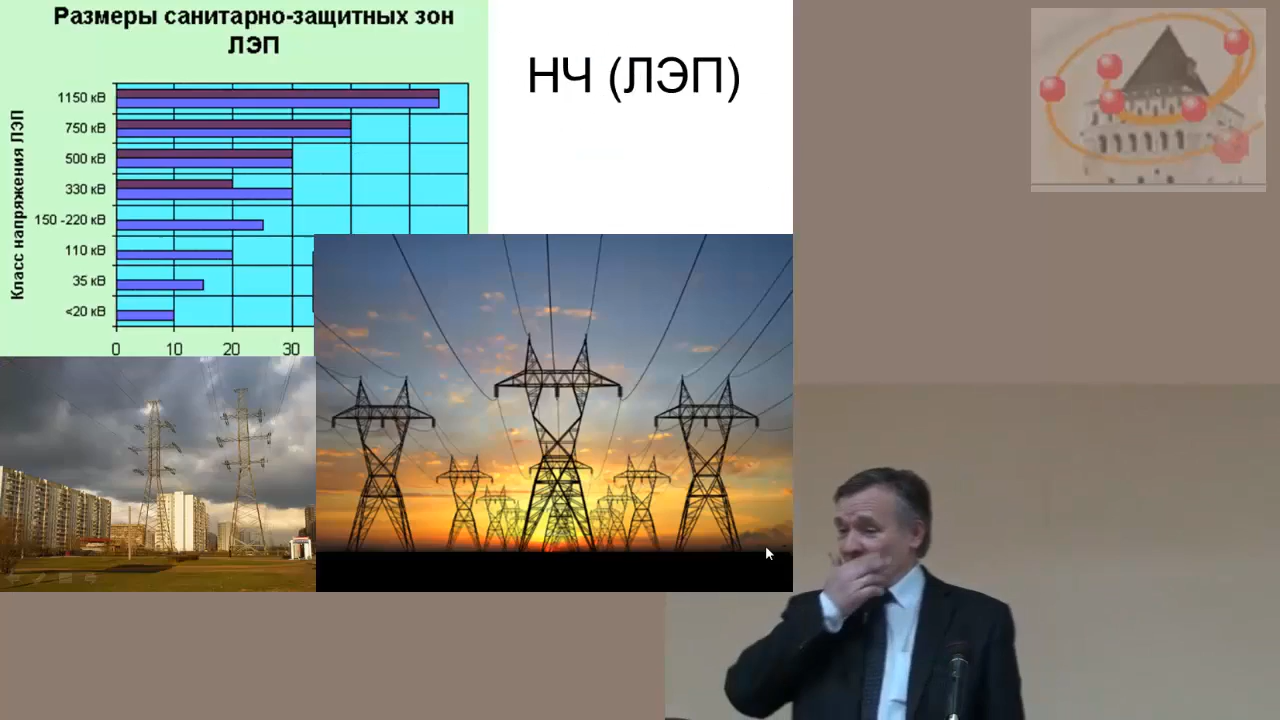 Размеры санитарно-защитных зон
ЛЭП
НЧ (ЛЭП)
Класс напряжения ЛЭП
1150 кВ
750 кВ
500 кВ
330 кВ
150 -220 кВ
110 кВ
35 кВ
<20 кВ
0 10 20 30